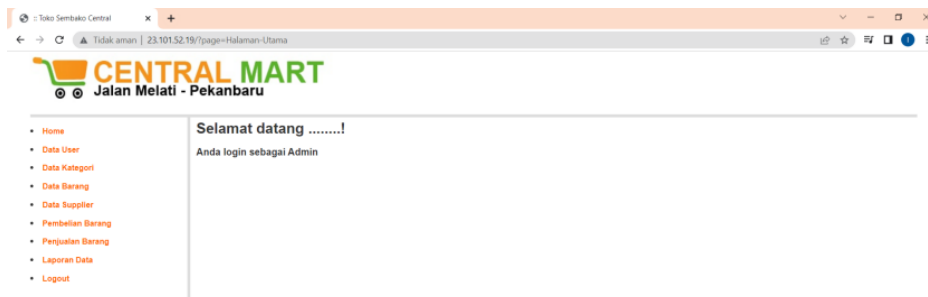 :: Toko Sembako Central
Tidak aman | 23.101.52.19/?page=Halaman-Utama
CENTRAL MART
Jalan Melati - Pekanbaru
Selamat datang ........!
Anda login sebagai Admin
Home
Data User
Data Kategori
Data Barang
Data Supplier
Pembelian Barang
Penjualan Barang
Laporan Data
Logout